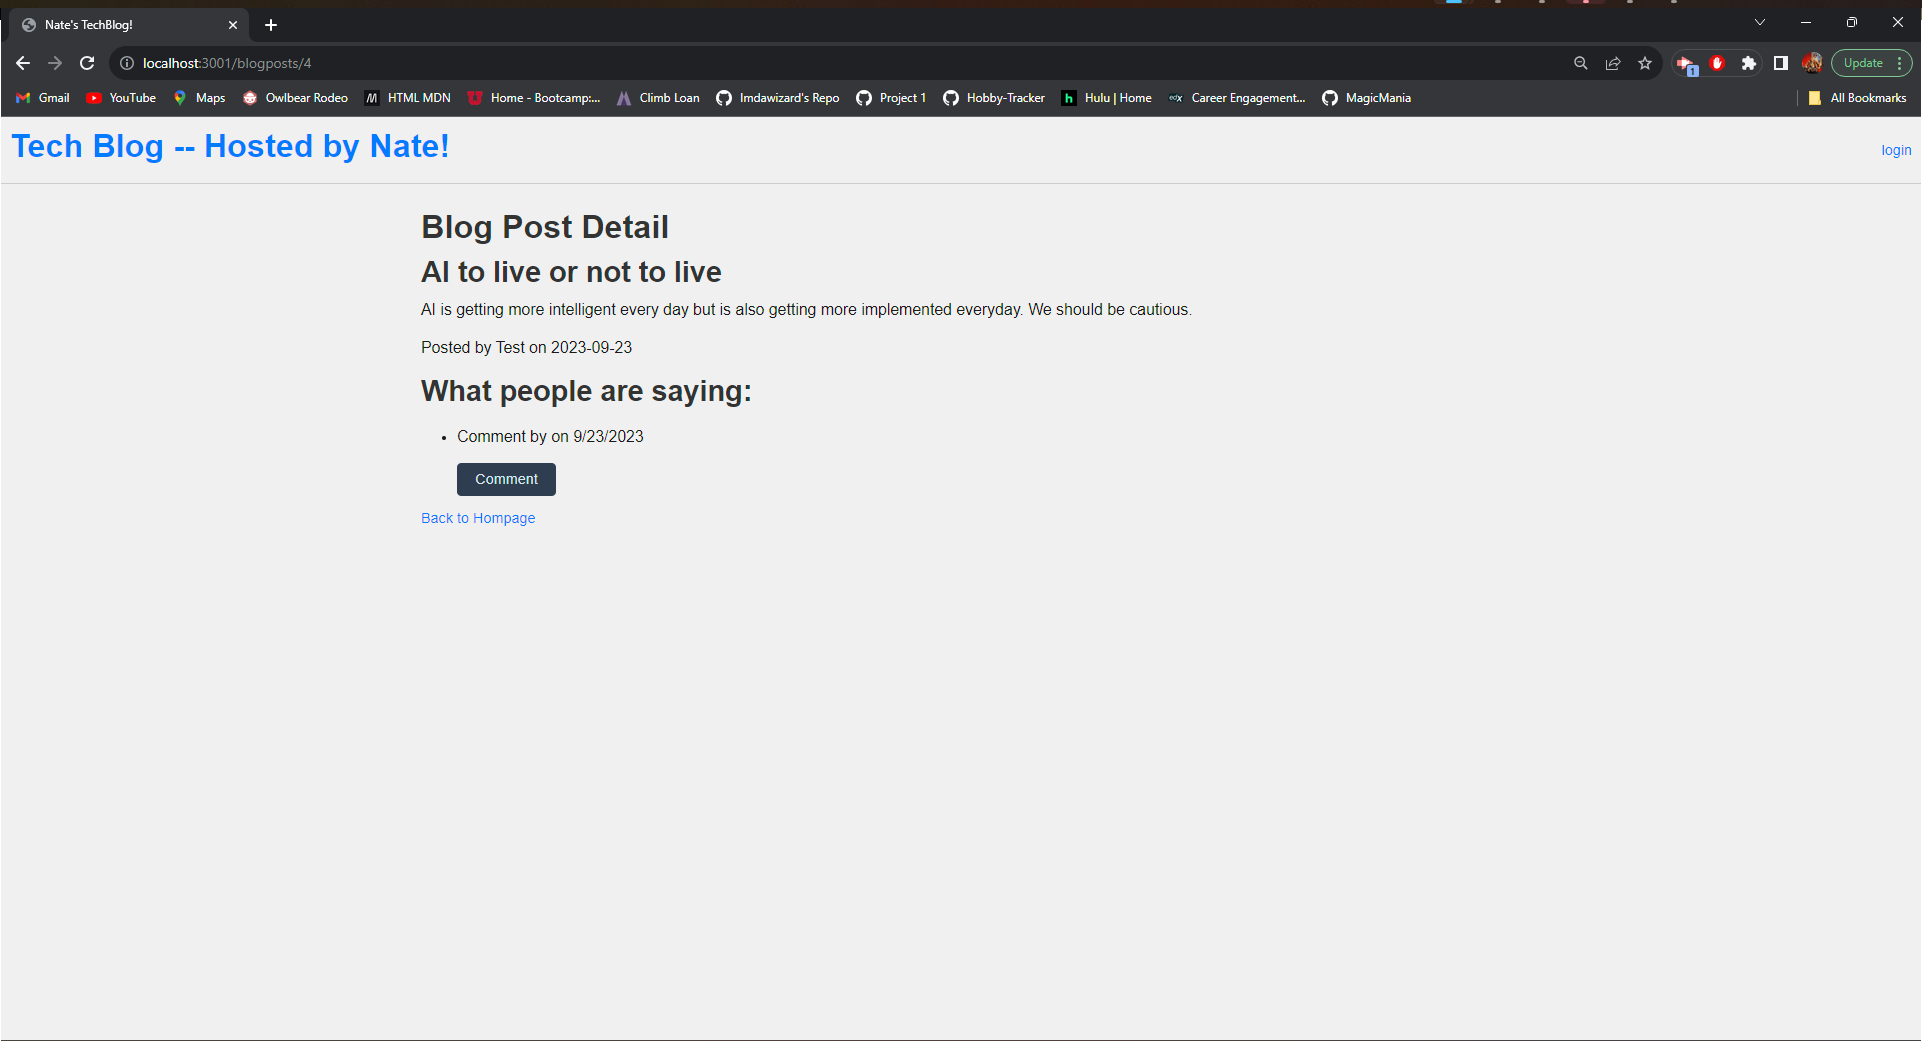 Nate's TechBlog!
localhost:3001/blogposts/4
1
Update
Gmail YouTube Maps Owlbear Rodeo HTML MDN Home - Bootcamp:... Climb Loan Imdawizard's Repo Project 1 Hobby-Tracker h Hulu | Home edX Career Engagement... MagicMania All Bookmarks
Tech Blog -- Hosted by Nate!
login
Blog Post Detail
AI to live or not to live
AI is getting more intelligent every day but is also getting more implemented everyday. We should be cautious.
Posted by Test on 2023-09-23
What people are saying:
• Comment by on 9/23/2023
Comment
Back to Hompage